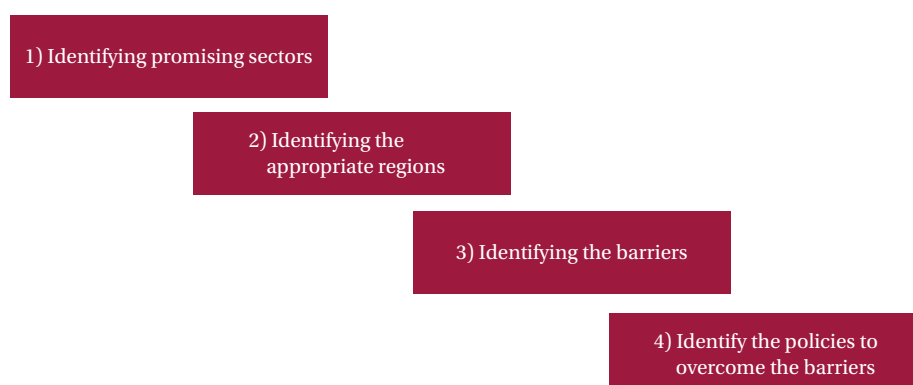 1) Identifying promising sectors
2) Identifying the
appropriate regions
3) Identifying the barriers
4) Identify the policies to
overcome the barriers